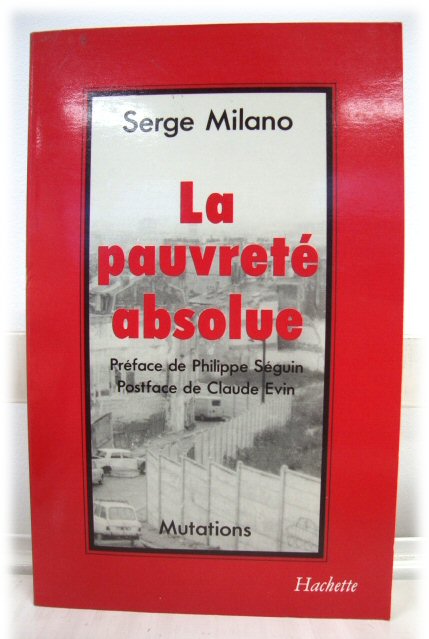 Serge Milano
La
pauvreté
absolue
Préface de Philippe Séguin
Postface de Claude Evin
Mutations
Hachette